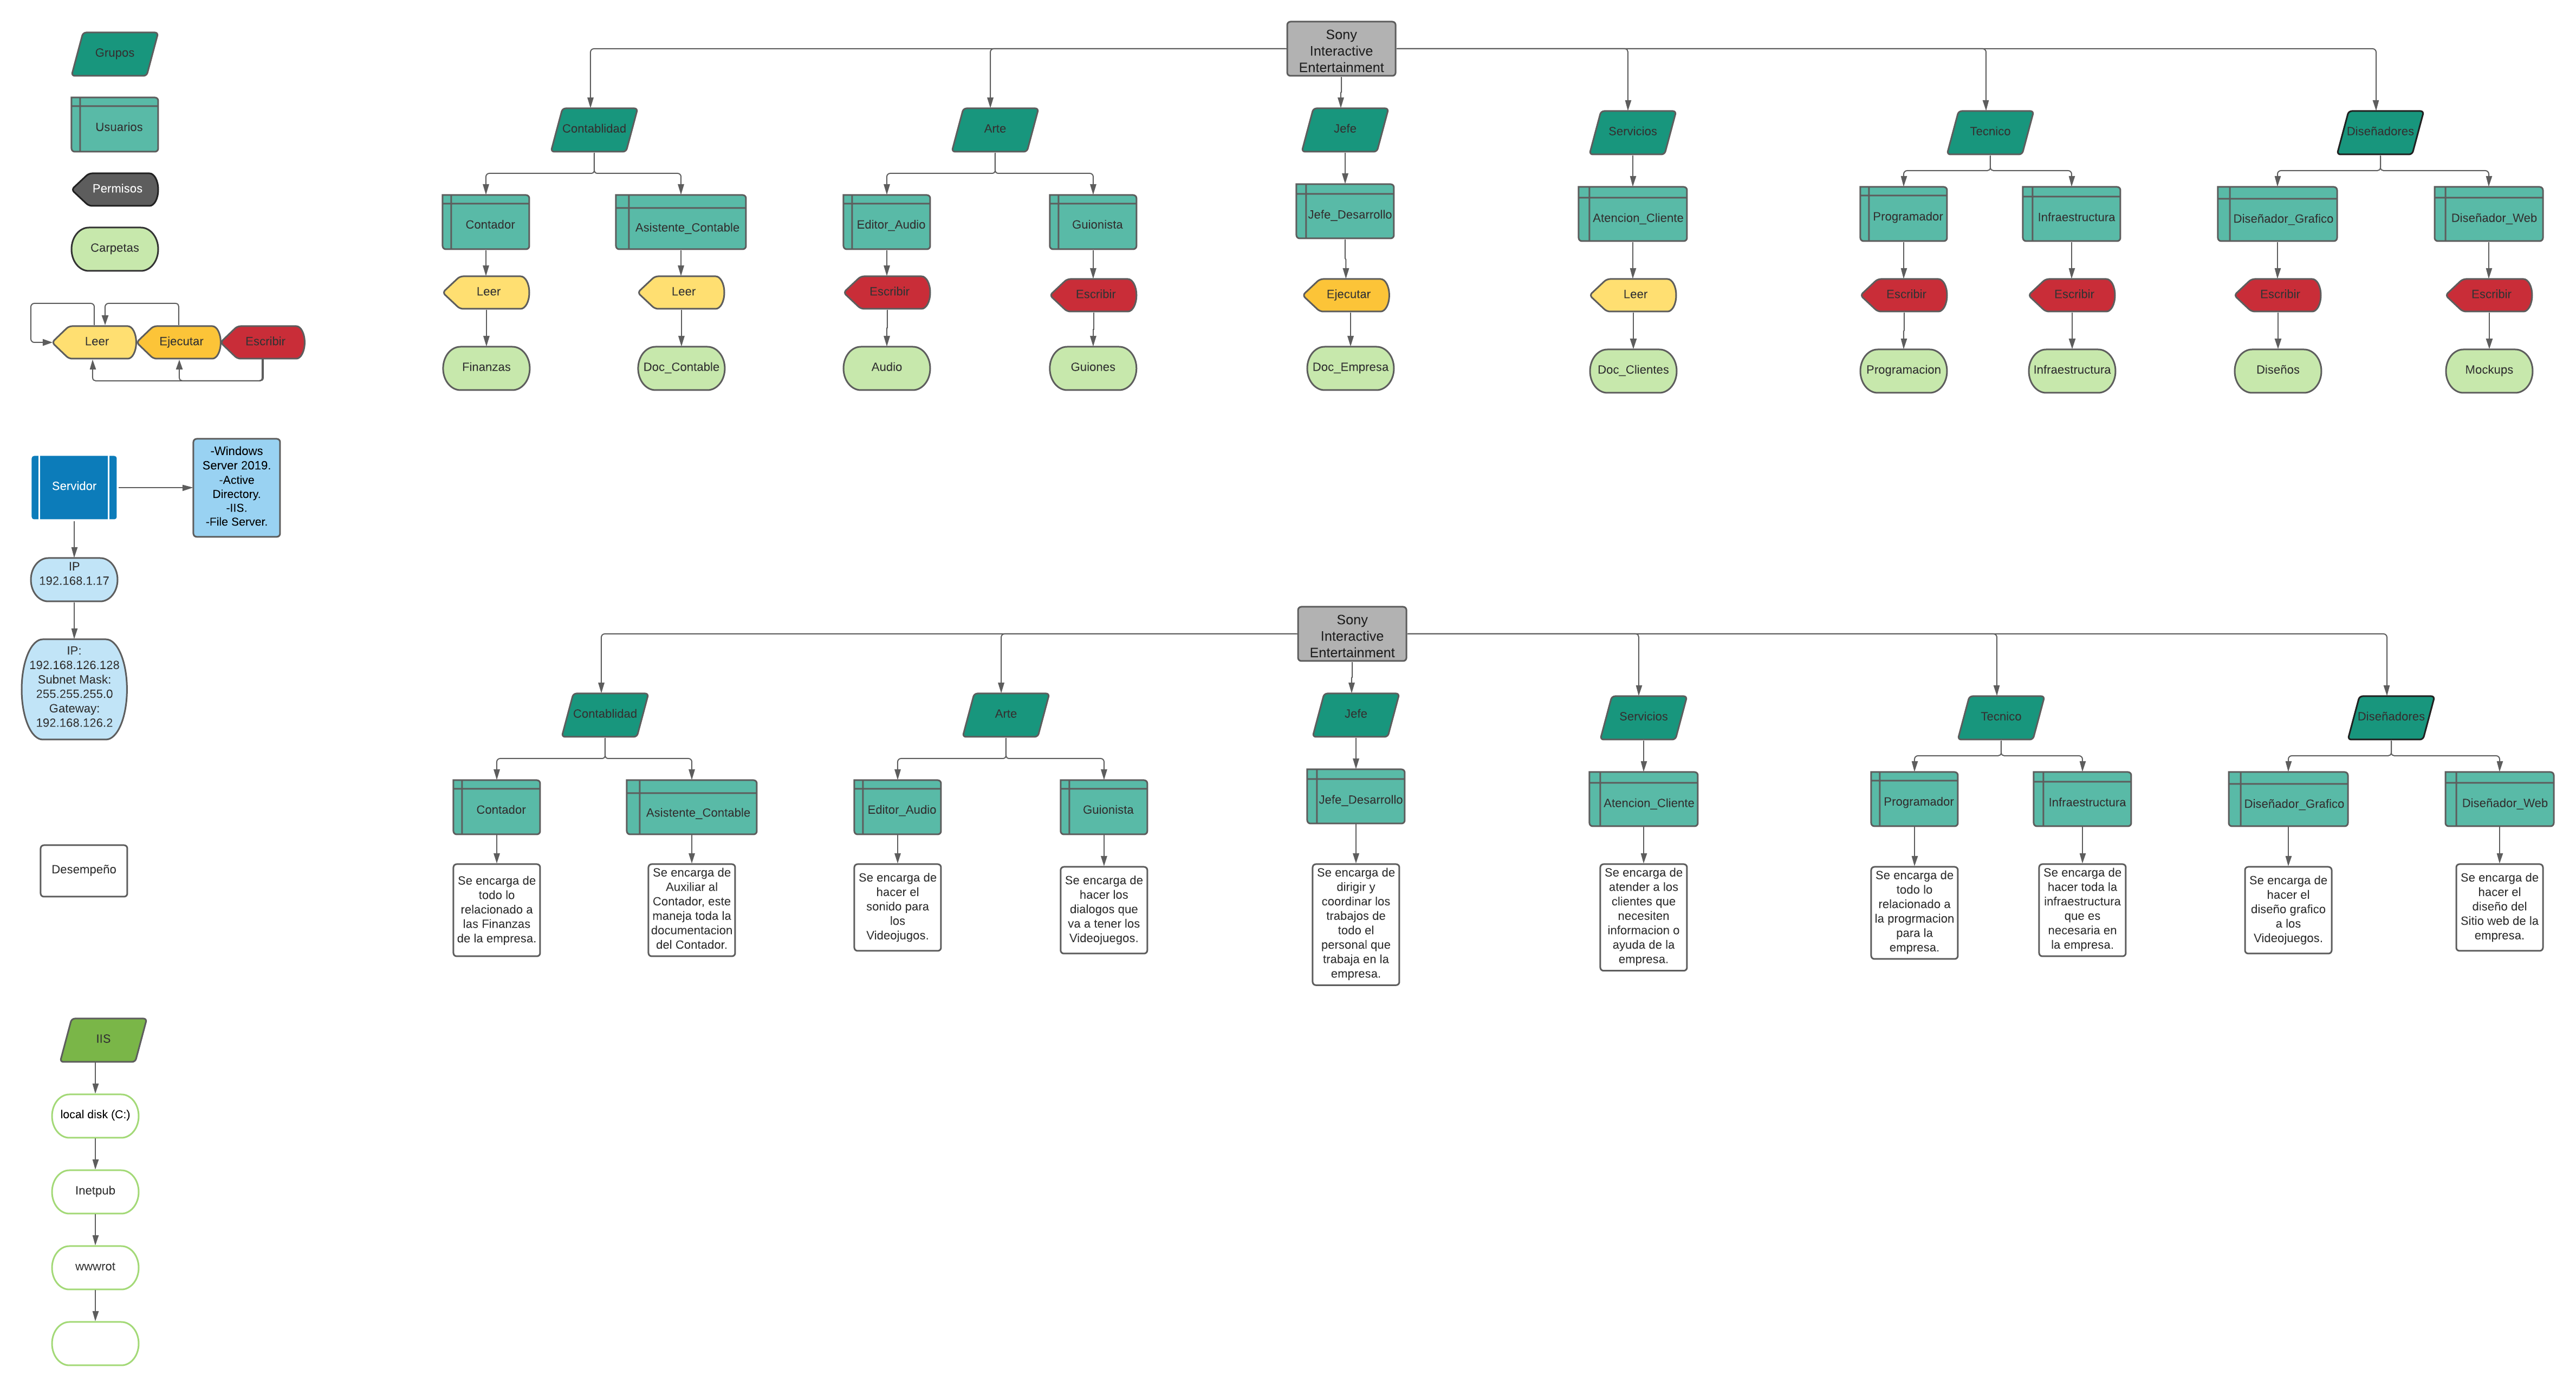 Grupos
Usuarios
Permisos
Carpetas
Leer
Ejecutar
Escribir
Sony
Interactive
Entertainment
Contablidad
Arte
Jefe
Servicios
Tecnico
Diseñadores
Contador
Asistente_Contable
Editor_Audio
Guionista
Jefe_Desarrollo
Atencion_Cliente
Programador
Infraestructura
Diseñador_Grafico
Diseñador_Web
Leer
Leer
Escribir
Escribir
Ejecutar
Leer
Escribir
Escribir
Escribir
Escribir
Finanzas
Doc_Contable
Audio
Guiones
Doc_Empresa
Doc_Clientes
Programacion
Infraestructura
Diseños
Mockups
Servidor
-Windows
Server 2019.
-Active
Directory.
-IIS.
-File Server.
IP
192.168.1.17
IP:
192.168.126.128
Subnet Mask:
255.255.255.0
Gateway:
192.168.126.2
Sony
Interactive
Entertainment
Contablidad
Arte
Jefe
Servicios
Tecnico
Diseñadores
Contador
Asistente_Contable
Editor_Audio
Guionista
Jefe_Desarrollo
Atencion_Cliente
Programador
Infraestructura
Diseñador_Grafico
Diseñador_Web
Desempeño
Se encarga de
todo lo
relacionado a
las Finanzas
de la empresa.
Se encarga de
Auxiliar al
Contador, este
maneja toda la
documentacion
del Contador.
Se encarga de
hacer el
sonido para
los
Videojugos.
Se encarga de
hacer los
dialogos que
va a tener los
Videojuegos.
Se encarga de
dirigir y
coordinar los
trabajos de
todo el
personal que
trabaja en la
empresa.
Se encarga de
atender a los
clientes que
necesiten
informacion o
ayuda de la
empresa.
Se encarga de
todo lo
relacionado a
la progrmacion
para la
empresa.
Se encarga de
hacer toda la
infraestructura
que es
necesaria en
la empresa.
Se encarga de
hacer el
diseño grafico
a los
Videojuegos.
Se encarga de
hacer el
diseño del
Sitio web de la
empresa.
IIS
local disk (C:)
Inetpub
wwwrot